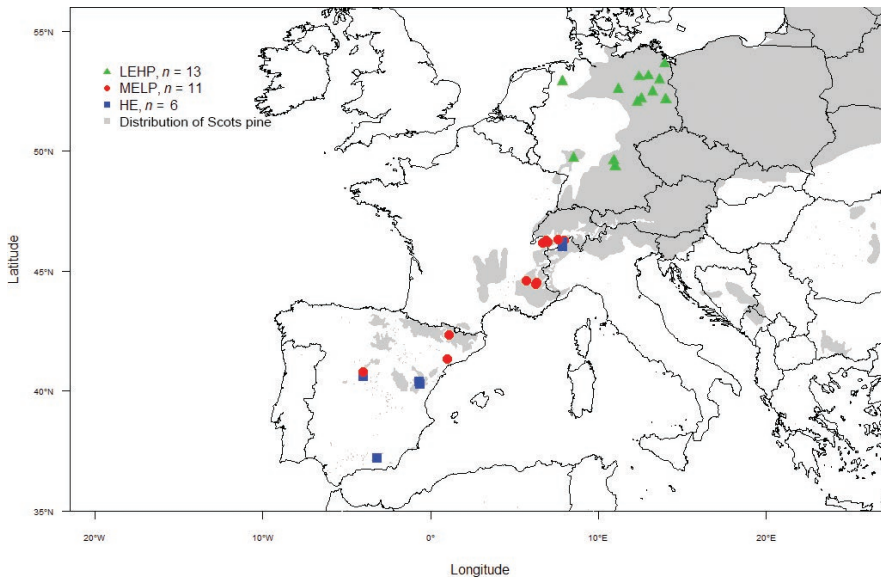 55°N
LEHP, n = 13
MELP, n = 11
HE, n = 6
Distribution of Scots pine
50°N
Latitude
45°N
40°N
35°N
20°W
10°W
0°
10°E
20°E
Longitude